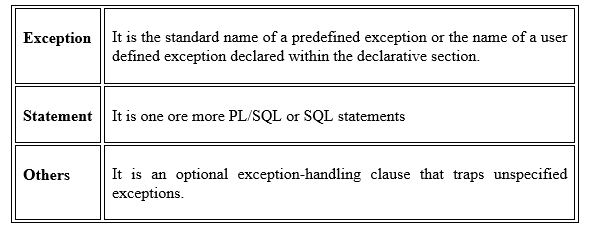 Exception It is the standard name of a predefined exception or the name of a user
defined exception declared within the declarative section.
Statement It is one ore more PL/SQL or SQL statements
Others It is an optional exception-handling clause that traps unspecified
exceptions.